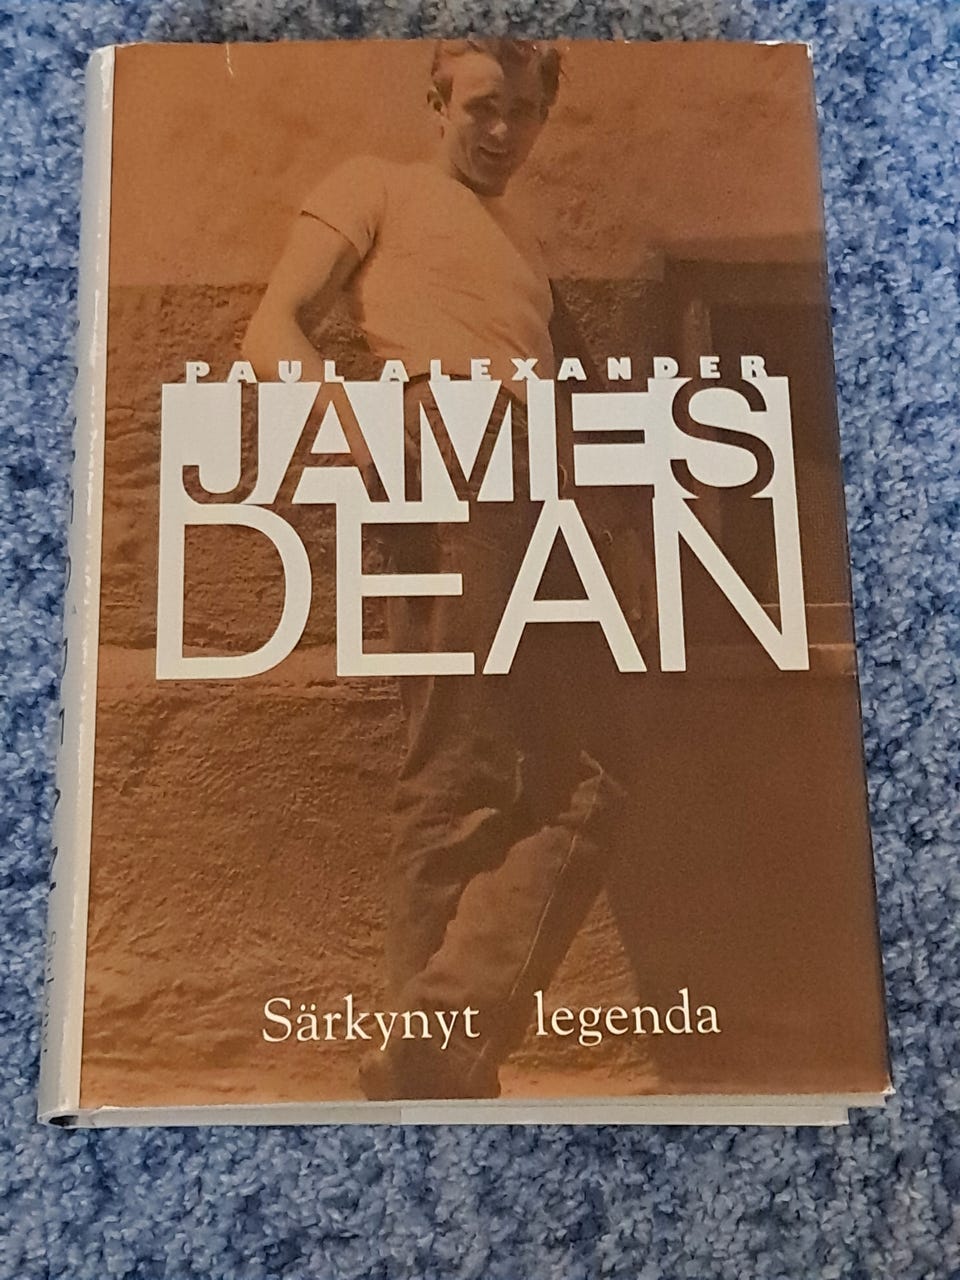 PAUL ALEXANDER
JAMES
DEAN
Särkynyt legenda